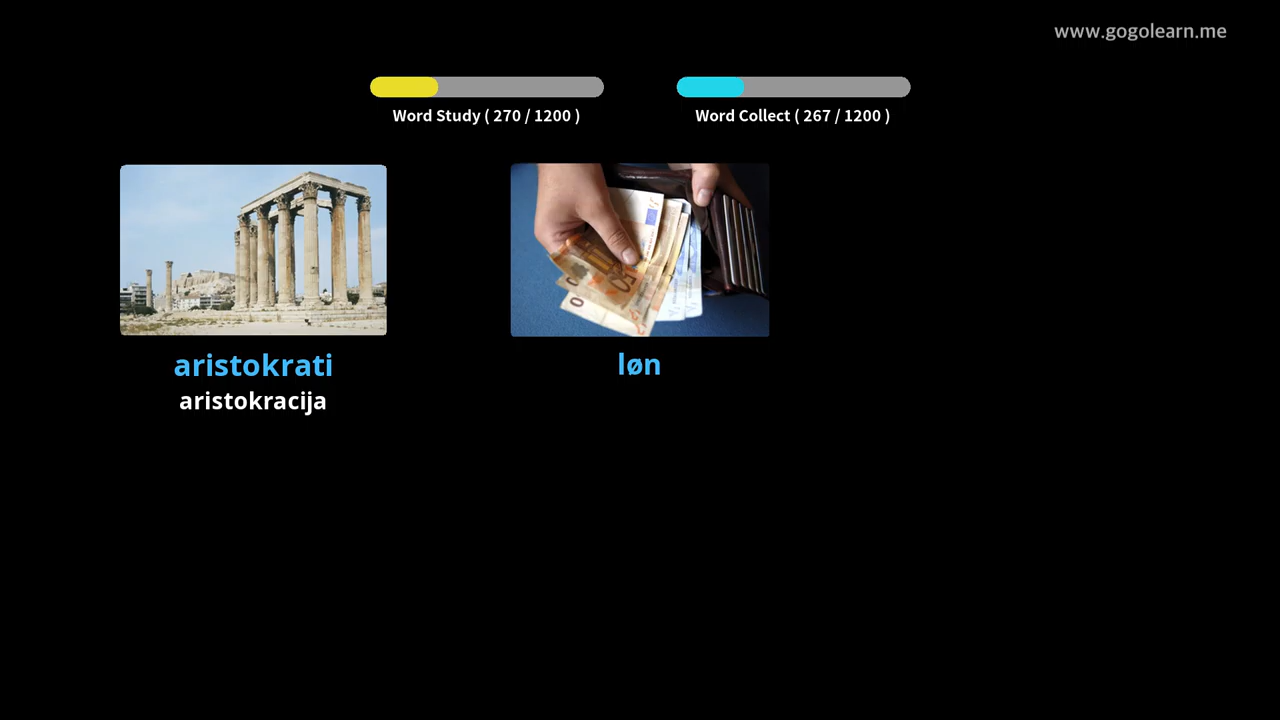 www.gogolearn.me
Word Study ( 270 / 1200 )
Word Collect ( 267 / 1200 )
aristokrati
aristokracija
løn